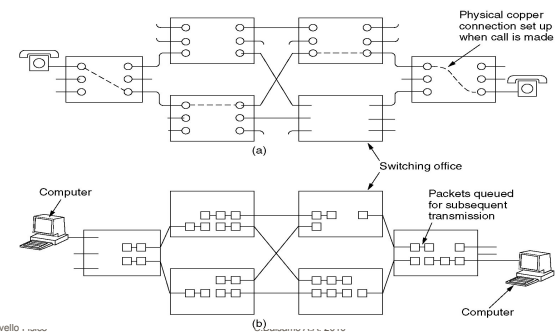 Physical copper
connection set up
when call is made
(a)
Switching office
Computer
Packets queued
for subsequent
transmission
Computer
(b)